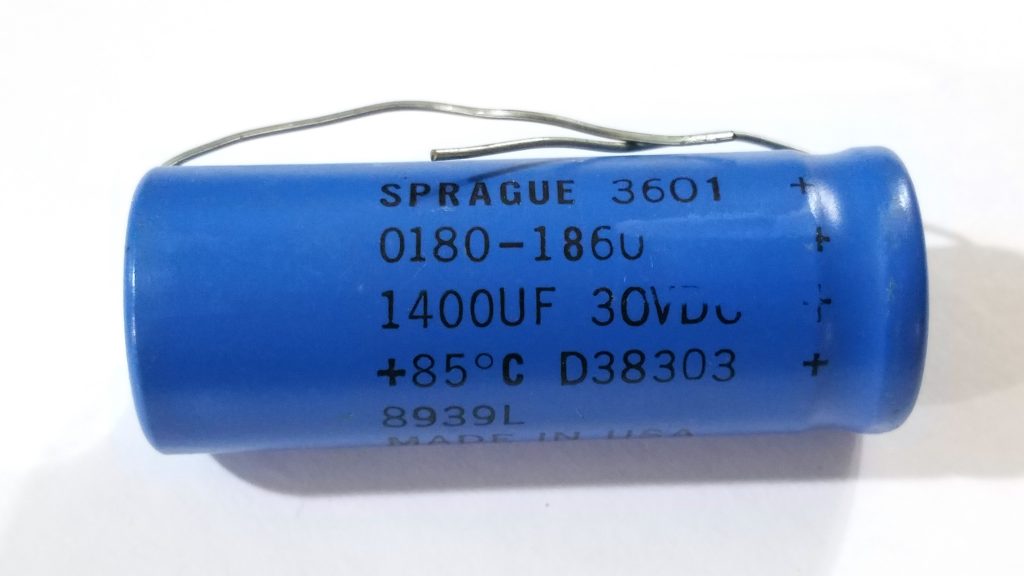 SPRAGUE 3601 +
0180-1860 +
1400UF 30VDC +
+85°C D38303 +
8939L
MADE IN USA